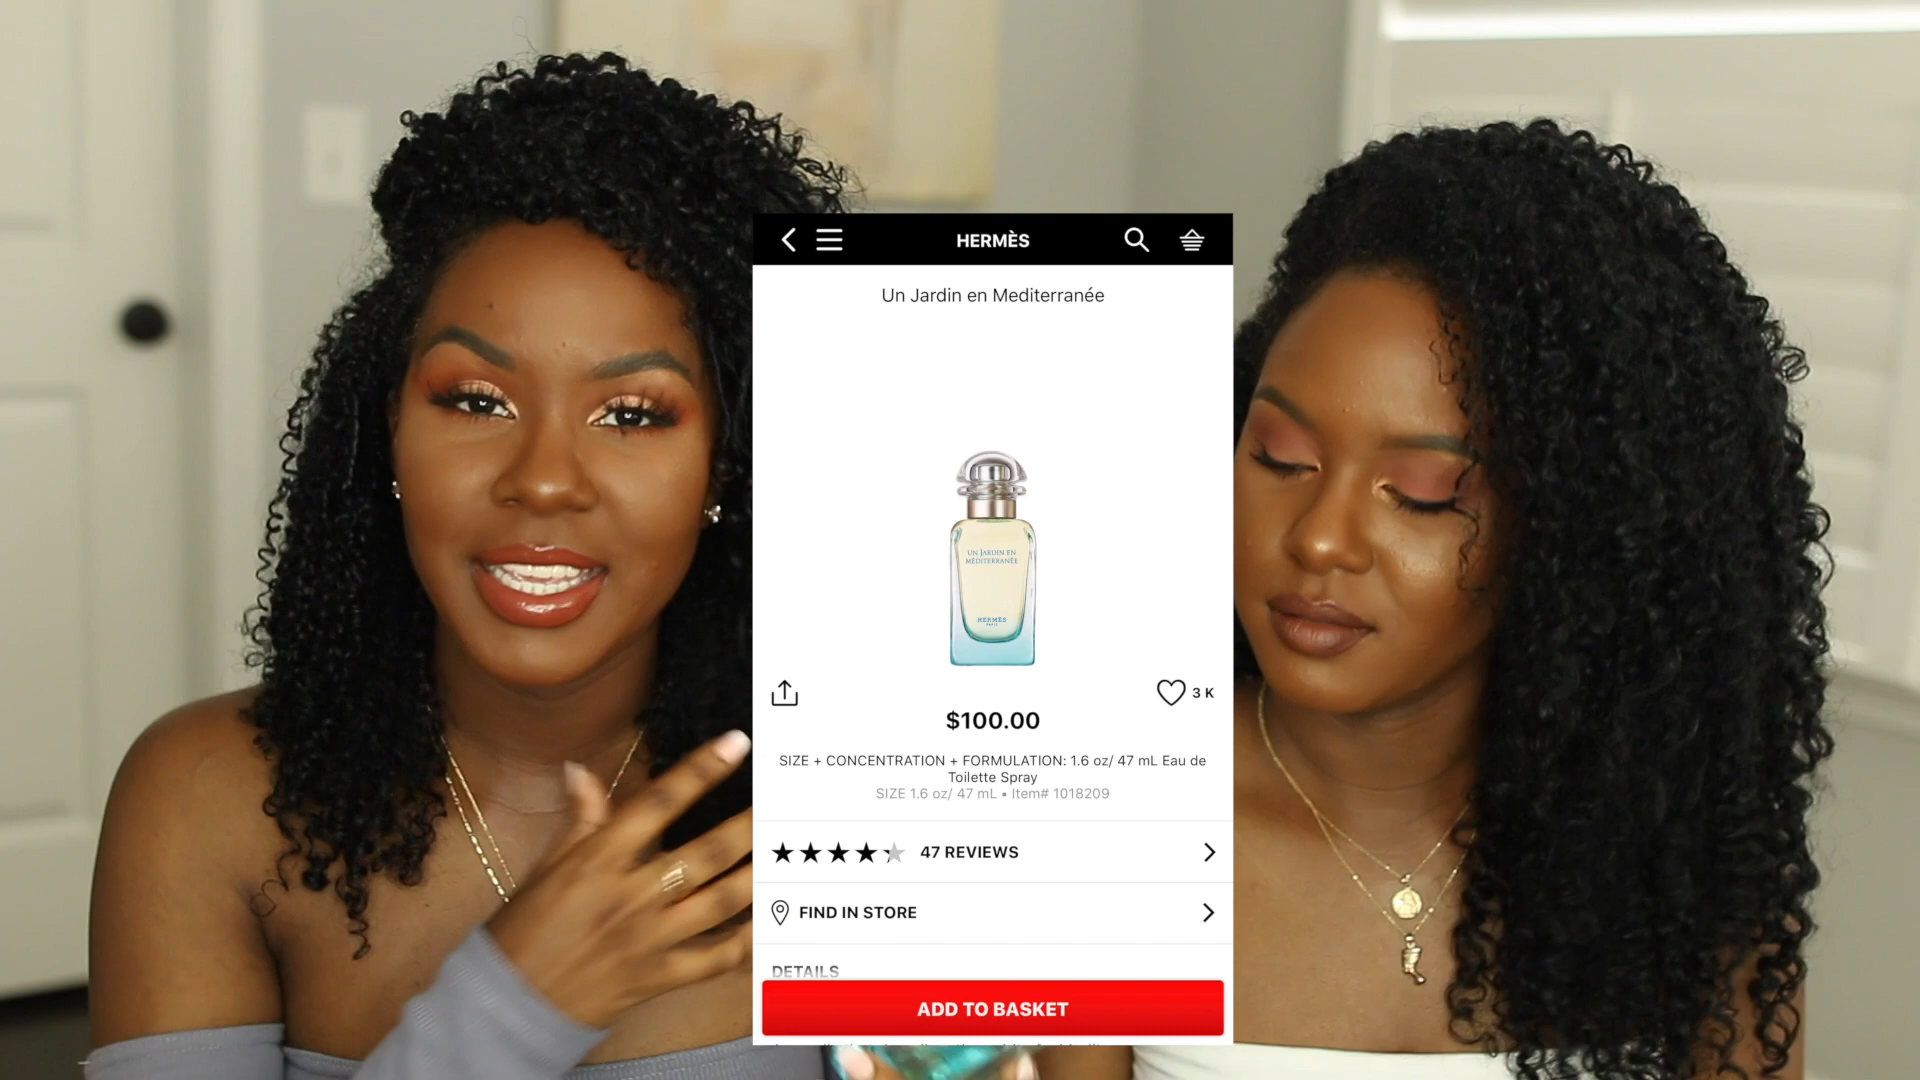 HERMÈS
Un Jardin en Mediterranée
UN JARDIN EN
MÉDITERRANÉE
HERMÈS
PARIS
3 K
$100.00
SIZE + CONCENTRATION + FORMULATION: 1.6 oz/ 47 mL Eau de
Toilette Spray
SIZE 1.6 oz/ 47 mL • Item# 1018209
47 REVIEWS
FIND IN STORE
DETAILS
ADD TO BASKET